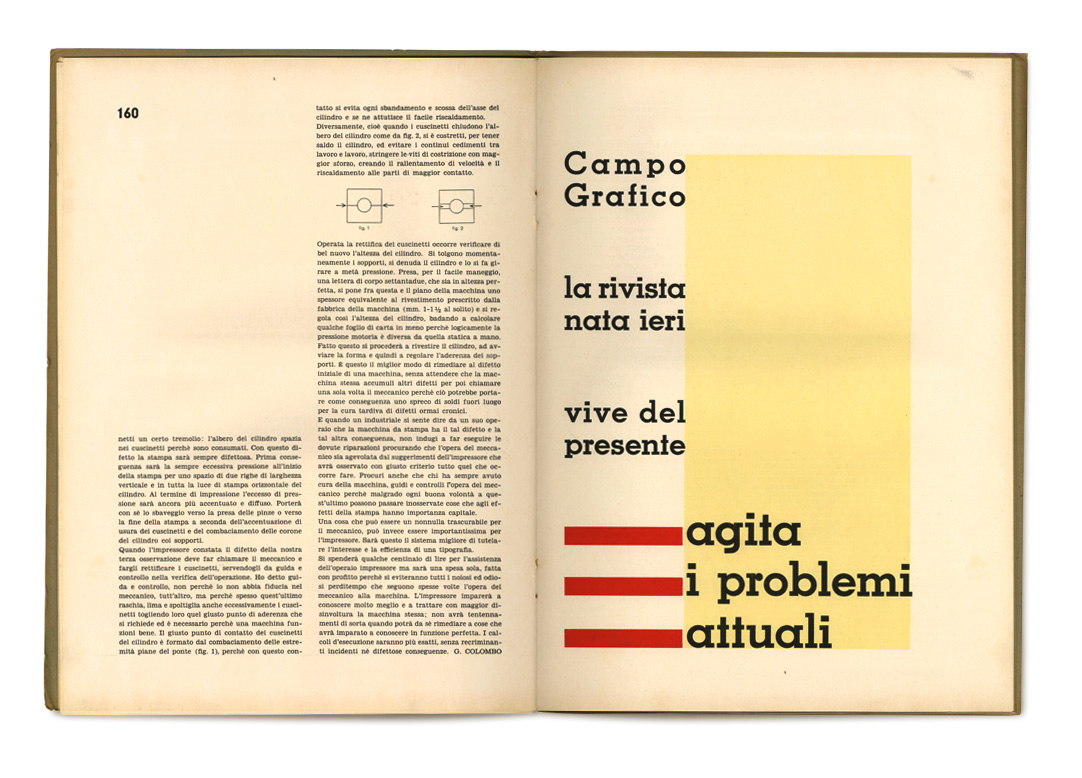 160
netti un certo tremolio: l'albero del cilindro spazia
nei cuscinetti perchè sono consumati. Con questo di-
fetto la stampa sarà sempre difettosa. Prima conse-
guenza sarà la sempre eccessiva pressione all'inizio
della stampa per uno spazio di due righe di larghezza
verticale e in tutta la luce di stampa orizzontale del
cilindro. Al termine di impressione l'eccesso di pres-
sione sarà ancora più accentuato e diffuso. Porterà
con sè lo sbaveggio verso la presa delle pinze o verso
la fine della stampa a seconda dell'accentuazione di
usura dei cuscinetti e del combaciamento delle corone
del cilindro coi supporti.
Quando l'impressore constata il difetto della nostra
terza osservazione deve far chiamare il meccanico e
fargli rettificare i cuscinetti, servendogli da guida e
controllo nella verifica dell'operazione. Ho detto gui-
da e controllo, non perchè io non abbia fiducia nel
meccanico, tutt'altro, ma perchè spesso quest'ultimo
raschia, lima e spoltiglia anche eccessivamente i cusci-
netti togliendo loro quel giusto punto di aderenza che
si richiede ed è necessario perchè una macchina fun-
zioni bene. Il giusto punto di contatto dei cuscinetti
del cilindro è formato dal combaciamento delle estre-
mità piane del ponte (fig. 1), perchè con questo con-
tatto si evita ogni sbandamento e scossa dell'asse del
cilindro e se ne attutisce il facile riscaldamento.
Diversamente, cioè quando i cuscinetti chiudono l'al-
bero del cilindro come da fig. 2, si è costretti, per tener
saldo il cilindro, ed evitare i continui cedimenti tra
lavoro e lavoro, stringere le viti di costrizione con mag-
gior sforzo, creando il rallentamento di velocità e il
riscaldamento alle parti di maggior contatto.
fig. 1
fig. 2
Operata la rettifica dei cuscinetti occorre verificare di
bel nuovo l'altezza del cilindro. Si tolgono momenta-
neamente i sopporti, si denuda il cilindro e lo si fa gi-
rare a metà pressione. Presa, per il facile maneggio,
una lettera di corpo settantadue, che sia in altezza per-
fetta, si pone fra questa e il piano della macchina uno
spessore equivalente al rivestimento prescritto dalla
fabbrica della macchina (mm. 1-1½ al solito) e si re-
gola così l'altezza del cilindro, badando a calcolare
qualche foglio di carta in meno perchè logicamente la
pressione motoria è diversa da quella statica a mano.
Fatto questo si procederà a rivestire il cilindro, ad av-
viare la forma e quindi a regolare l'aderenza dei sop-
porti. È questo il miglior modo di rimediare al difetto
iniziale di una macchina, senza attendere che la mac-
china stessa accumuli altri difetti per poi chiamare
una sola volta il meccanico perchè ciò potrebbe porta-
re come conseguenza uno spreco di soldi fuori luogo
per la cura tardiva di difetti ormai cronici.
E quando un industriale si sente dire da un suo ope-
raio che la macchina da stampa ha il tal difetto e la
tal altra conseguenza, non indugi a far eseguire le
dovute riparazioni procurando che l'opera del mecca-
nico sia agevolata dai suggerimenti dell'impressore che
avrà osservato con giusto criterio tutto quel che oc-
corre fare. Procuri anche che chi ha sempre avuto
cura della macchina, guidi e controlli l'opera del mec-
canico perchè malgrado ogni buona volontà a que-
st'ultimo possono passare inosservate cose che agli ef-
fetti della stampa hanno importanza capitale.
Una cosa che può essere un nonnulla trascurabile per
il meccanico, può invece essere importantissima per
l'impressore. Sarà questo il sistema migliore di tutela-
re l'interesse e la efficienza di una tipografia.
Si spenderà qualche centinaio di lire per l'assistenza
dell'operaio impressore ma sarà una spesa sola, fatta
con profitto perchè si eviteranno tutti i noiosi ed odio-
si perditempo che seguono spesse volte l'opera del
meccanico alla macchina. L'impressore imparerà a
conoscere molto meglio e a trattare con maggior di-
sinvoltura la macchina stessa; non avrà tentenna-
menti di sorta quando potrà da sè rimediare a cose che
avrà imparato a conoscere in funzione perfetta. I cal-
coli d'esecuzione saranno più esatti, senza recriminan-
ti incidenti nè difettose conseguenze. G. COLOMBO
Campo
Grafico
la rivista
nata ieri
vive del
presente
agita
i problemi
attuali